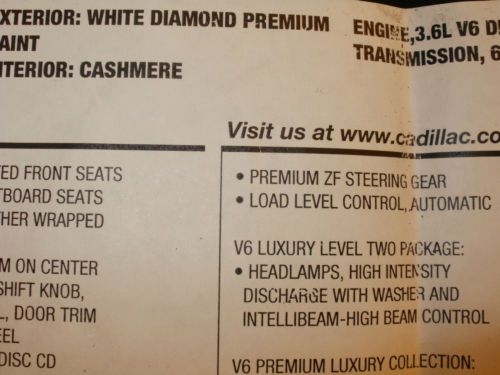 XTERIOR: WHITE DIAMOND PREMIUM
AINT
NTERIOR: CASHMERE
ENGINE, 3.6L V6 D
TRANSMISSION, 6
Visit us at www.cadillac.co
ED FRONT SEATS
TBOARD SEATS
HER WRAPPED
M ON CENTER
SHIFT KNOB,
L, DOOR TRIM
EEL
DISC CD
• PREMIUM ZF STEERING GEAR
• LOAD LEVEL CONTROL, AUTOMATIC
V6 LUXURY LEVEL TWO PACKAGE:
• HEADLAMPS, HIGH INTENSITY
DISCHARGE WITH WASHER AND
INTELLIBEAM-HIGH BEAM CONTROL
V6 PREMIUM LUXURY COLLECTION: